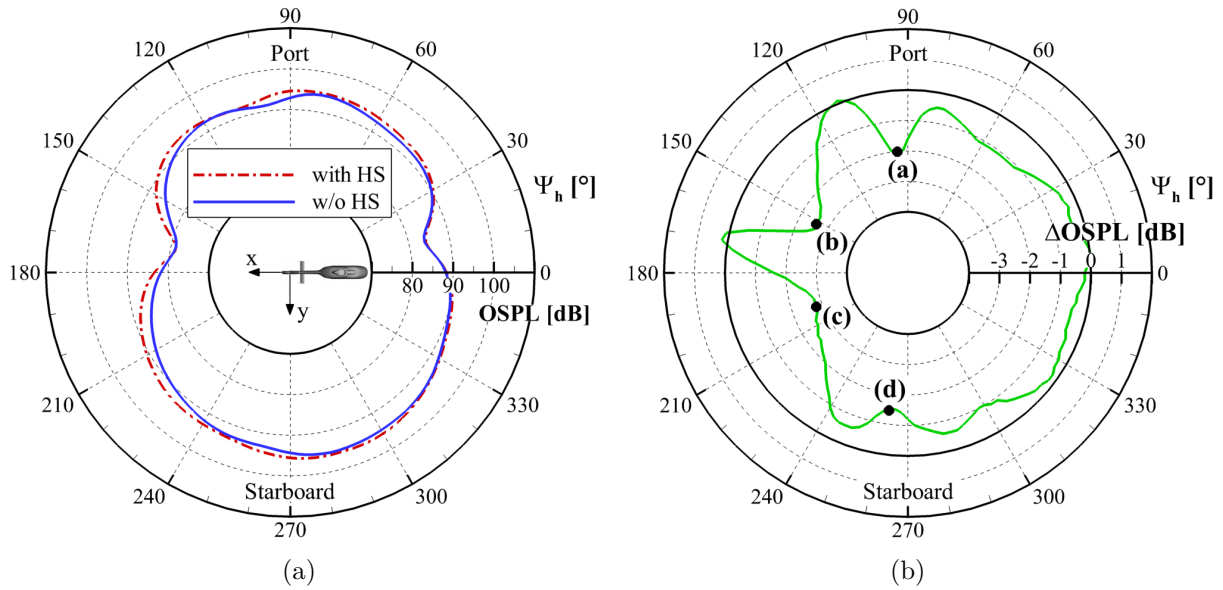 90
120
60
Port
150
30
with HS
w/o HS
Ψh [°]
x
y
180
80
90
100
0
OSPL [dB]
210
330
Starboard
240
300
270
(a)
90
120
60
Port
150
30
(a)
Ψh [°]
(b)
ΔOSPL [dB]
180
-3
-2
-1
0
1
0
(c)
(d)
210
330
Starboard
240
300
270
(b)